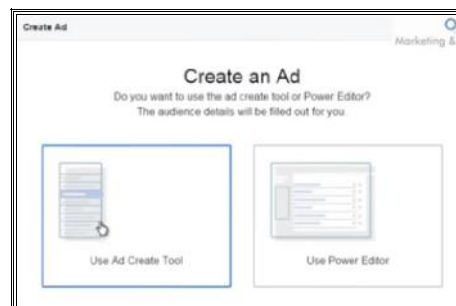 Create Ad
Marketing &
Create an Ad
Do you want to use the ad create tool or Power Editor?
The audience details will be filled out for you.
Use Ad Create Tool
Use Power Editor